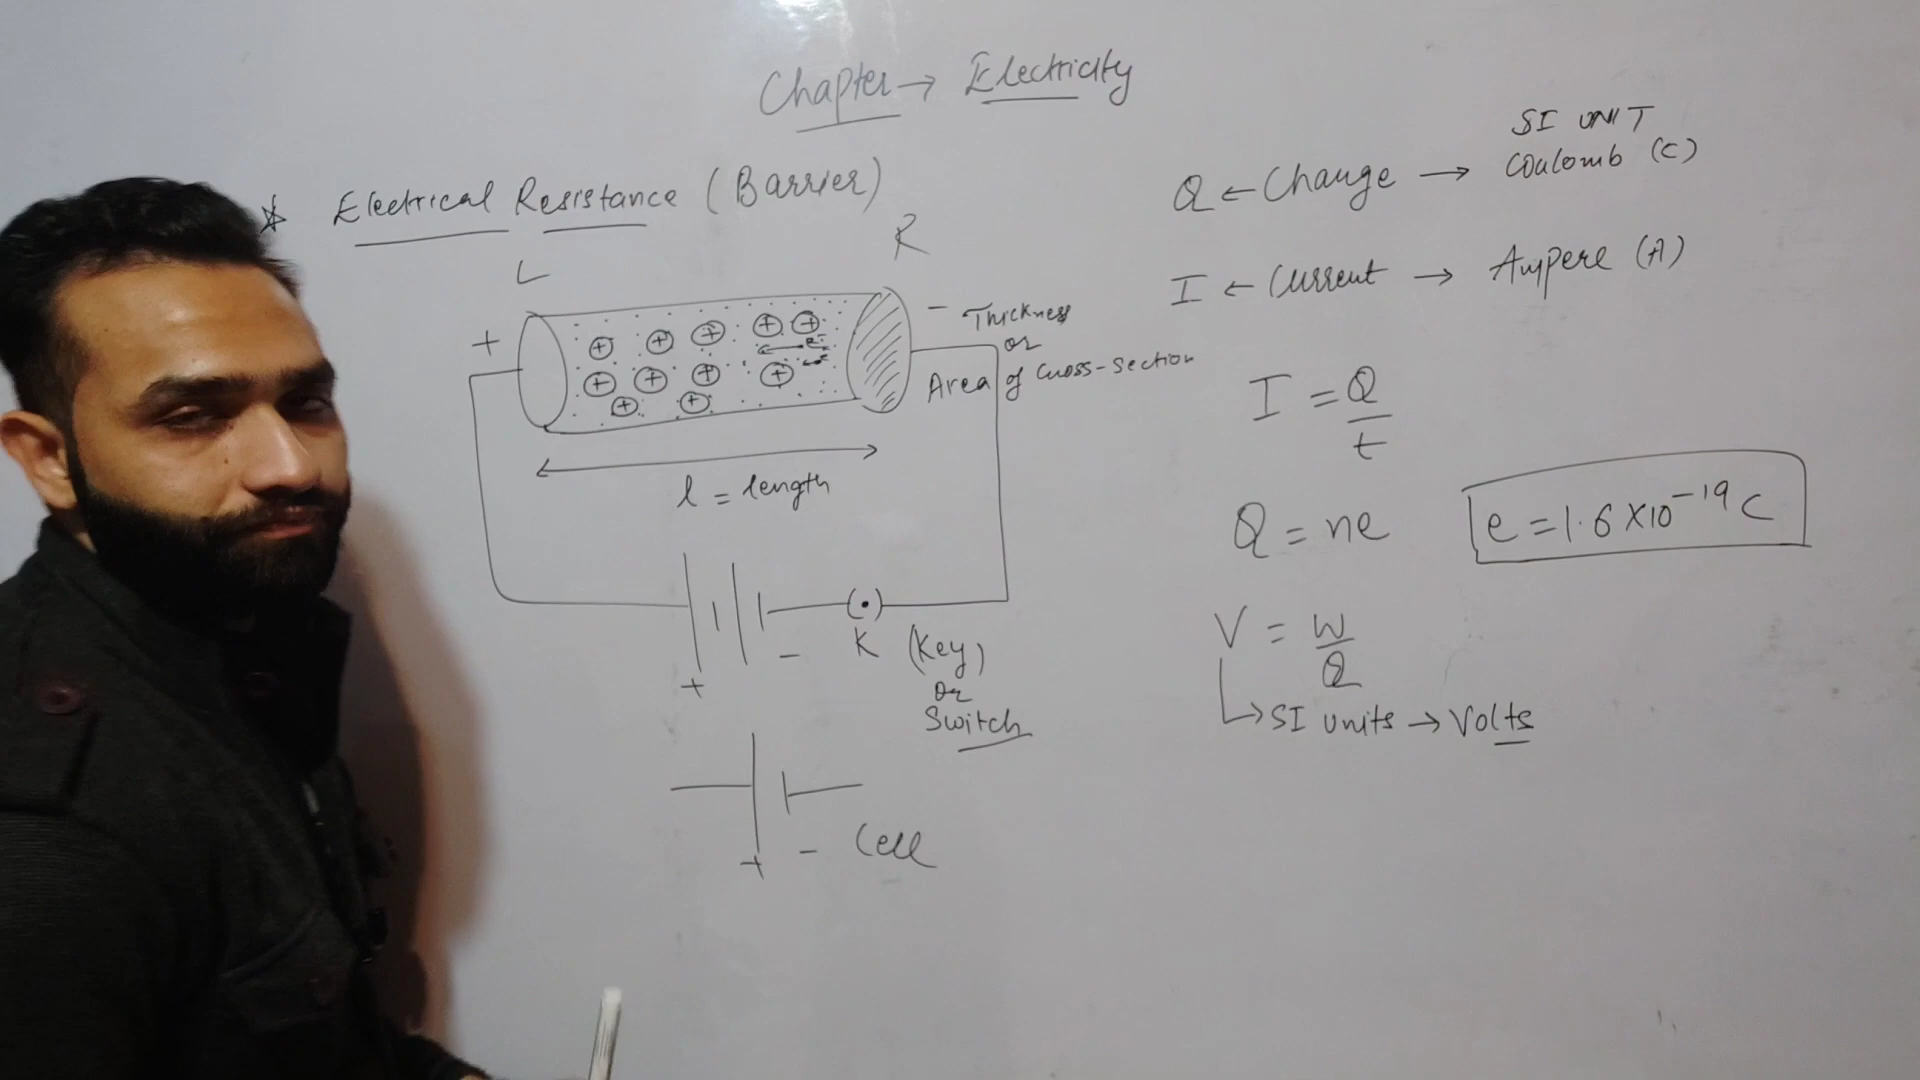 Chapter → Electricity
* Electrical Resistance (Barrier)
L
R
+
-
+ + + + +
+ + + +
+ +
e-
e-
Thickness
or
Area of Cross-section
l = length
+
-
K (Key)
or
Switch
+ - Cell
SI UNIT
Q ← Charge → Coulomb (C)
I ← Current → Ampere (A)
I = Q/t
Q = ne
e = 1.6 X10⁻¹⁹ C
V = W/Q
→ SI units → Volts